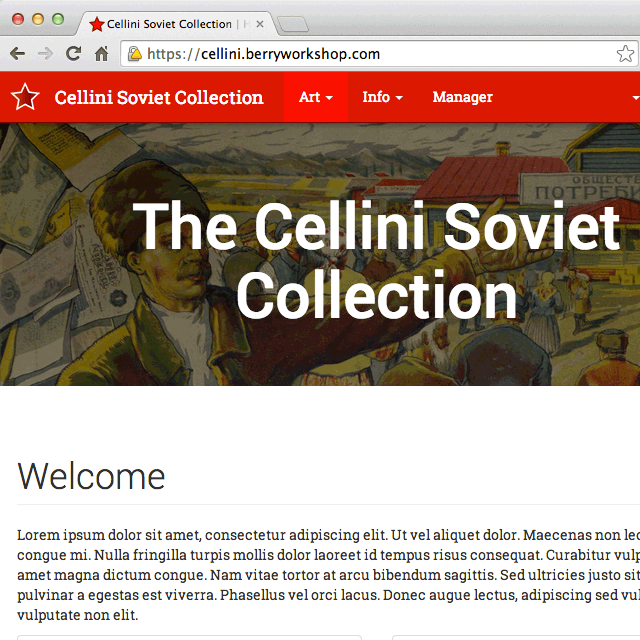 Cellini Soviet Collection | H
https://cellini.berryworkshop.com
Cellini Soviet Collection Art Info Manager
ОБЩЕСТВ
ПОТРЕБИ
The Cellini Soviet
Collection
Welcome
Lorem ipsum dolor sit amet, consectetur adipiscing elit. Ut vel aliquet dolor. Maecenas non lec
congue mi. Nulla fringilla turpis mollis dolor laoreet id tempus risus consequat. Curabitur vulp
amet magna dictum congue. Nam vitae tortor at arcu bibendum sagittis. Sed ultricies justo sit
pulvinar a egestas est viverra. Phasellus vel orci lacus. Donec augue lectus, adipiscing sed vul
vulputate non elit.